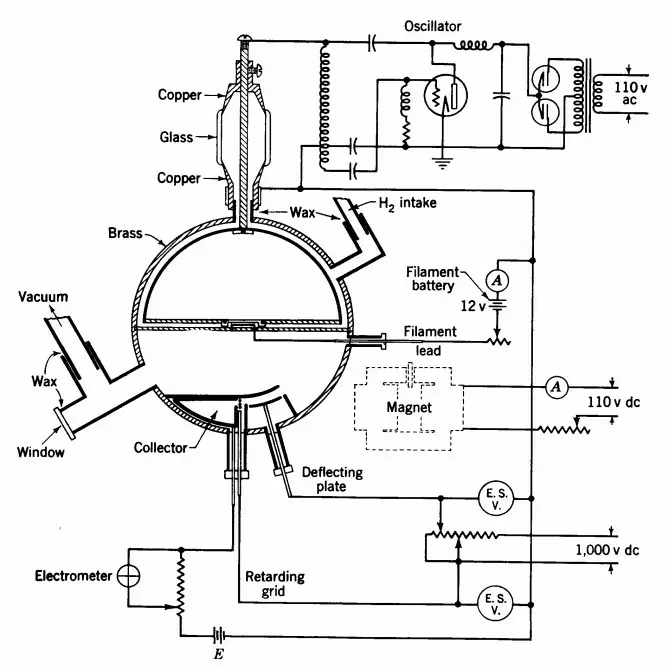 Oscillator
110 v
ac
Copper
Glass
Copper
Wax
H2 intake
Brass
Filament
battery
A
12 v
Vacuum
Filament
lead
Wax
A
Magnet
110 v dc
Window
Collector
Deflecting
plate
E. S.
V.
1,000 v dc
Electrometer
Retarding
grid
E. S.
V.
E